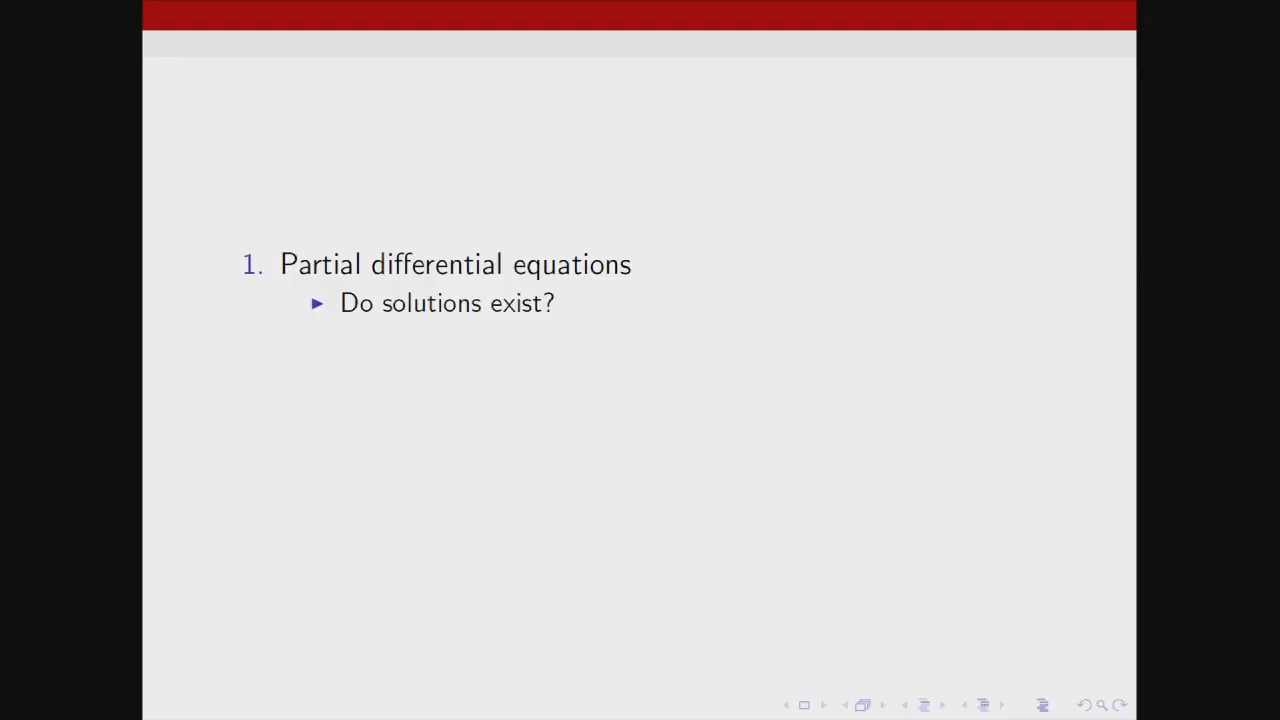 1. Partial differential equations
▶ Do solutions exist?